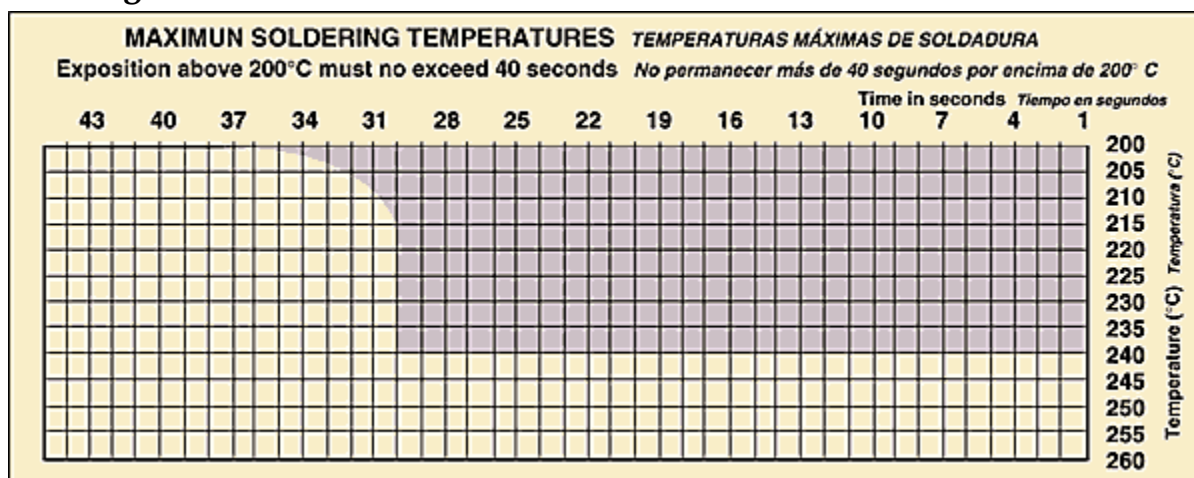 MAXIMUN SOLDERING TEMPERATURES TEMPERATURAS MÁXIMAS DE SOLDADURA
Exposition above 200°C must no exceed 40 seconds No permanecer más de 40 segundos por encima de 200° C
Time in seconds Tiempo en segundos
43 40 37 34 31 28 25 22 19 16 13 10 7 4 1
200
205
210
215
220
225
230
235
240
245
250
255
260
Temperature (°C) Temperatura (°C)